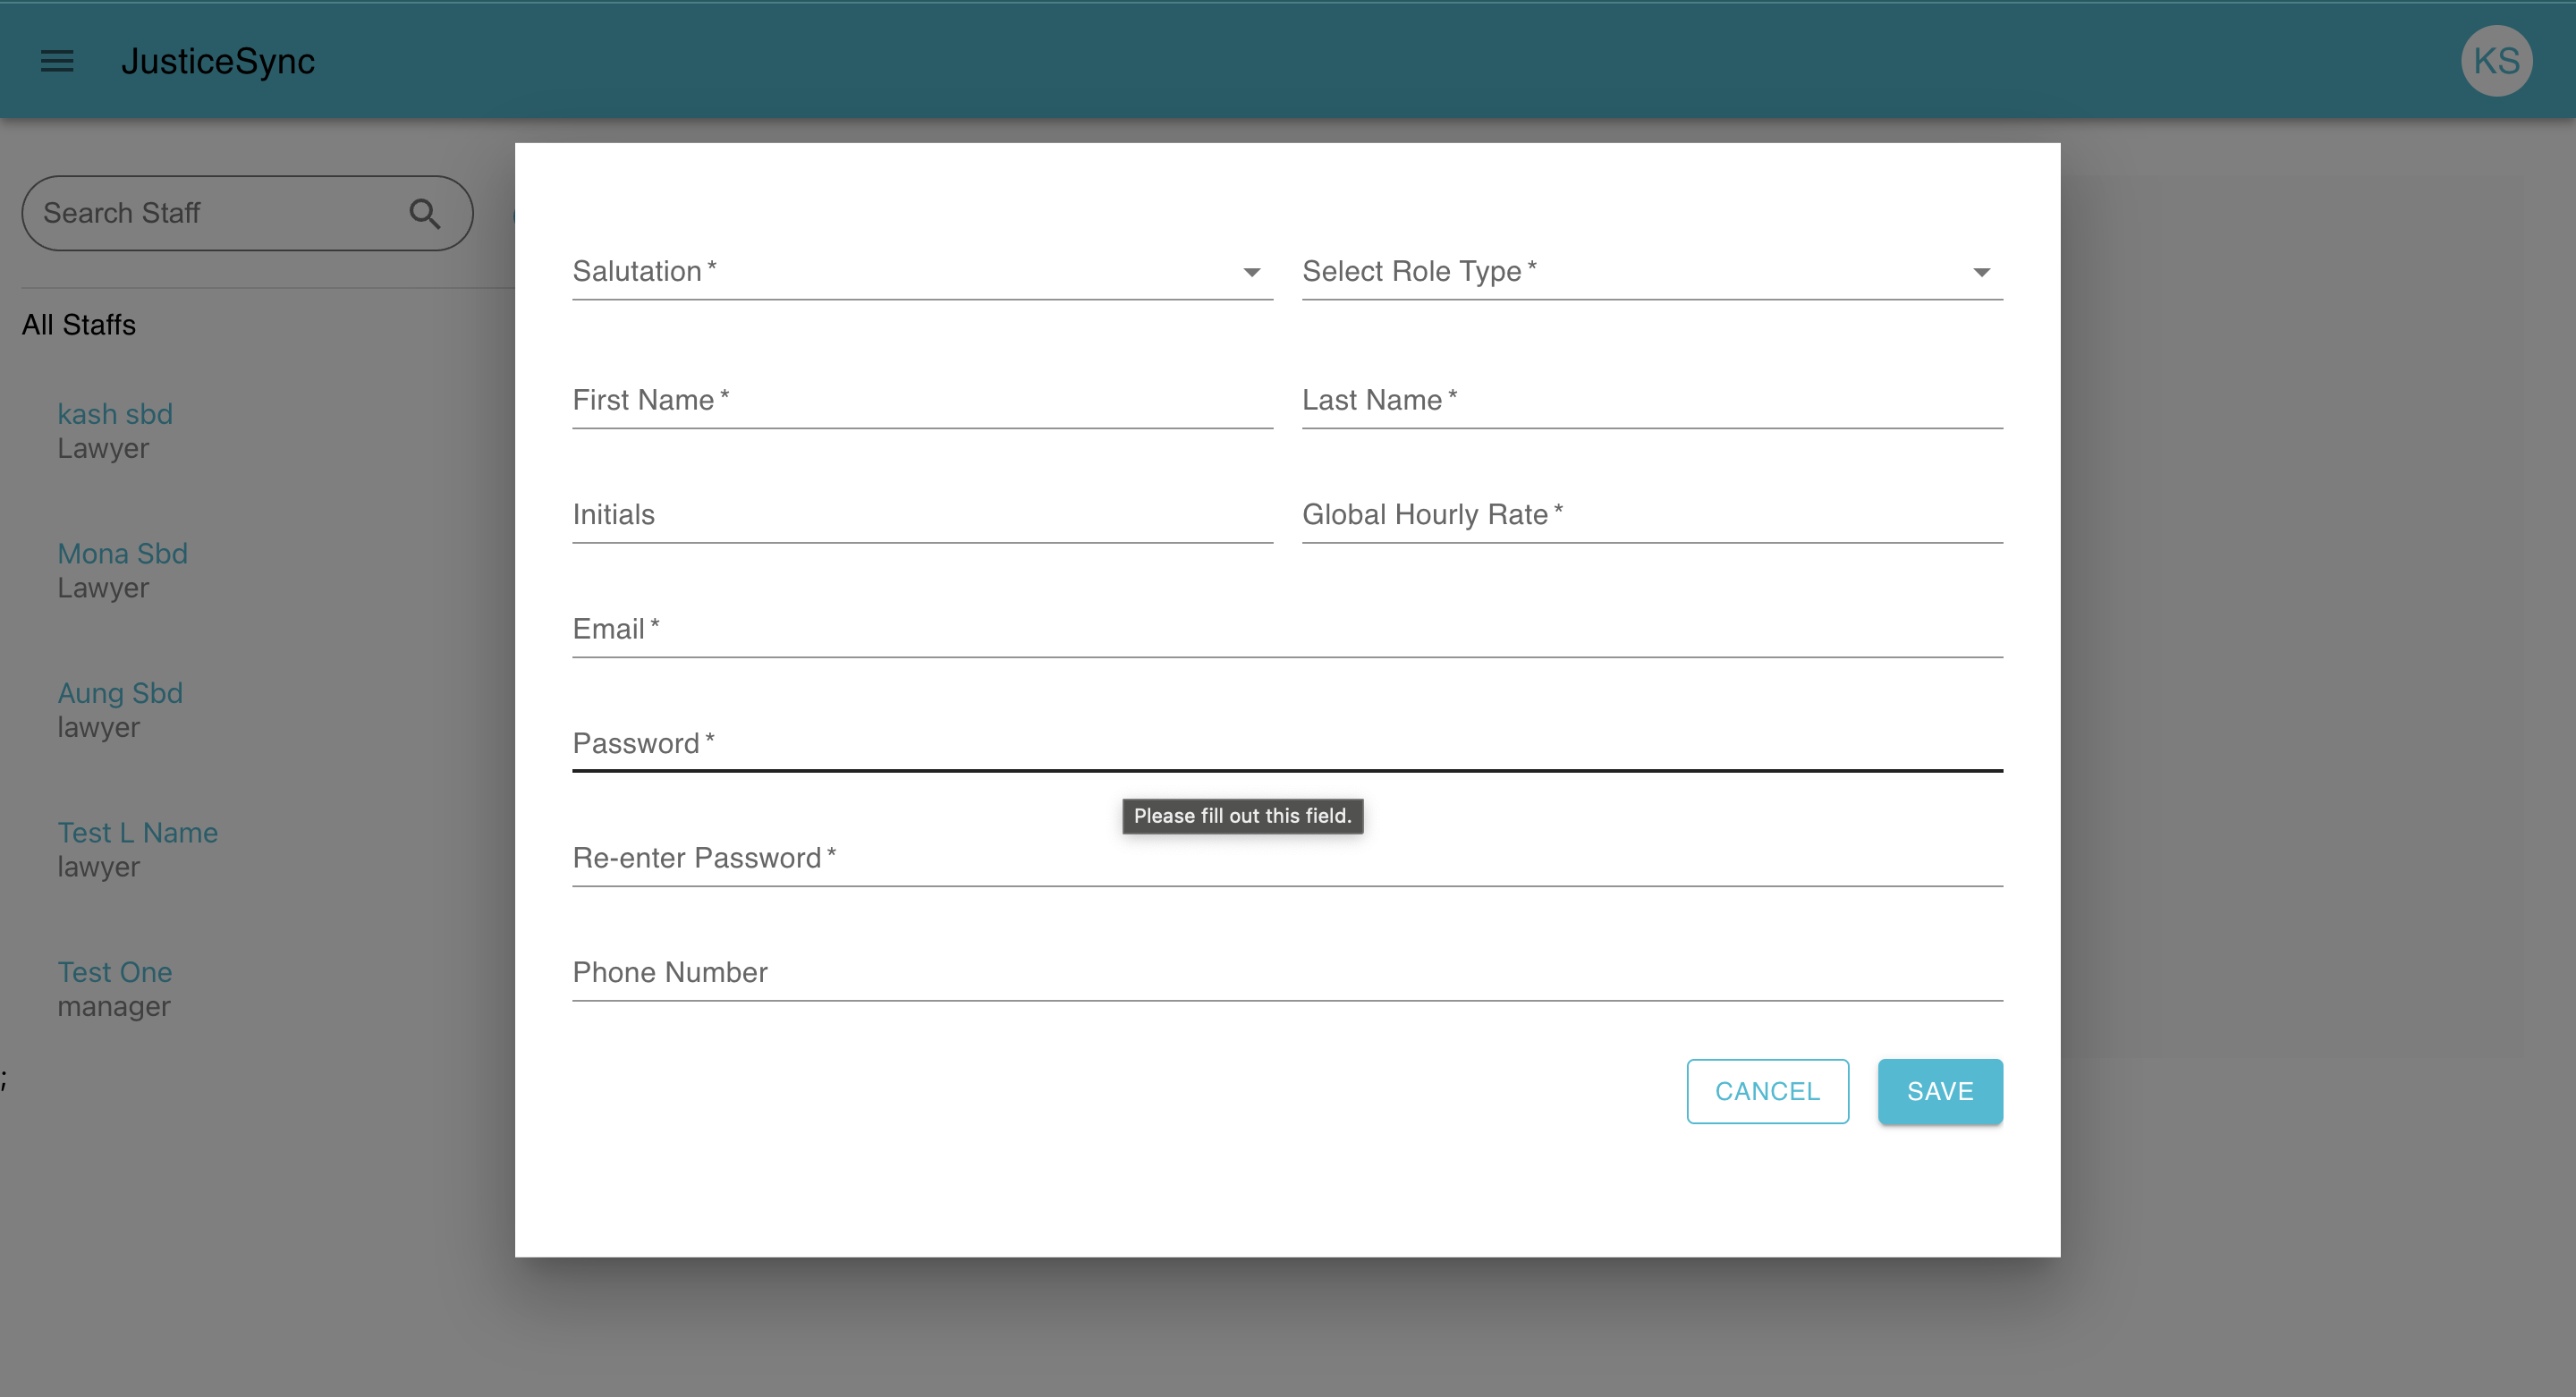 JusticeSync
KS
Search Staff
All Staffs
kash sbd
Lawyer
Mona Sbd
Lawyer
Aung Sbd
lawyer
Test L Name
lawyer
Test One
manager
;
Salutation *
Select Role Type *
First Name *
Last Name *
Initials
Global Hourly Rate *
Email *
Password *
Please fill out this field.
Re-enter Password *
Phone Number
CANCEL
SAVE